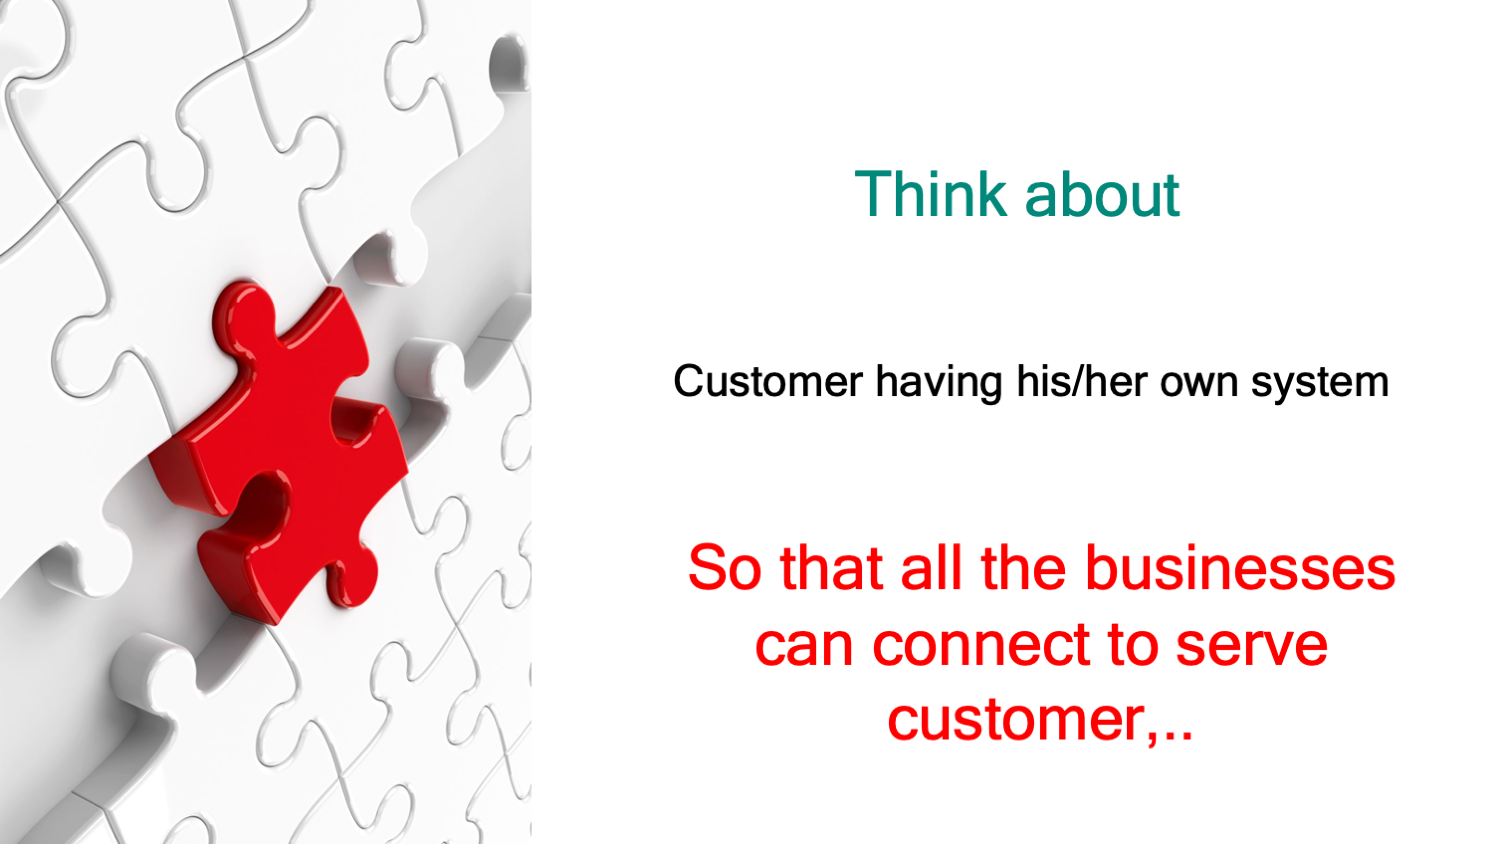 Think about
Customer having his/her own system
So that all the businesses
can connect to serve
customer,..